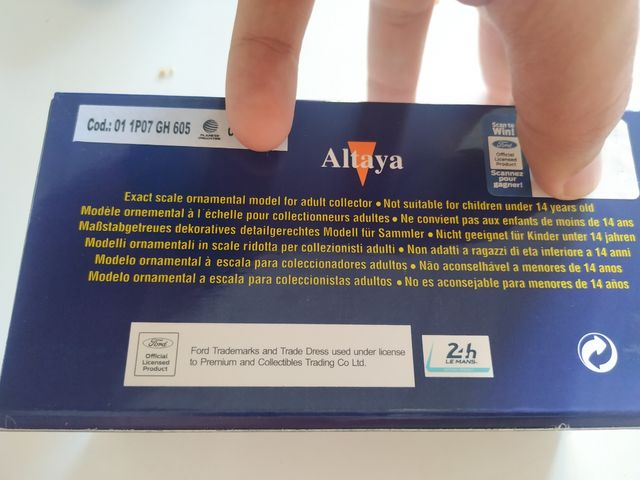 Cod.: 01 1P07 GH 605
PLANETA DEAGOSTINI
Altaya
Scan to
Win!
Ford
Official
Licensed
Product
Scannez
pour
gagner!
Exact scale ornamental model for adult collector • Not suitable for children under 14 years old
Modèle ornemental à l'échelle pour collectionneurs adultes • Ne convient pas aux enfants de moins de 14 ans
Maßstabgetreues dekoratives detailgerechtes Modell für Sammler • Nicht geeignet für Kinder unter 14 jahren
Modelli ornamentali in scale ridotta per collezionisti adulti • Non adatti a ragazzi di eta inferiore a 14 anni
Modelo ornamental à escala para coleccionadores adultos • Não aconselhável a menores de 14 anos
Modelo ornamental a escala para coleccionistas adultos • No es aconsejable para menores de 14 años
Ford
Official
Licensed
Product
Ford Trademarks and Trade Dress used under license
to Premium and Collectibles Trading Co Ltd.
24h
LE MANS